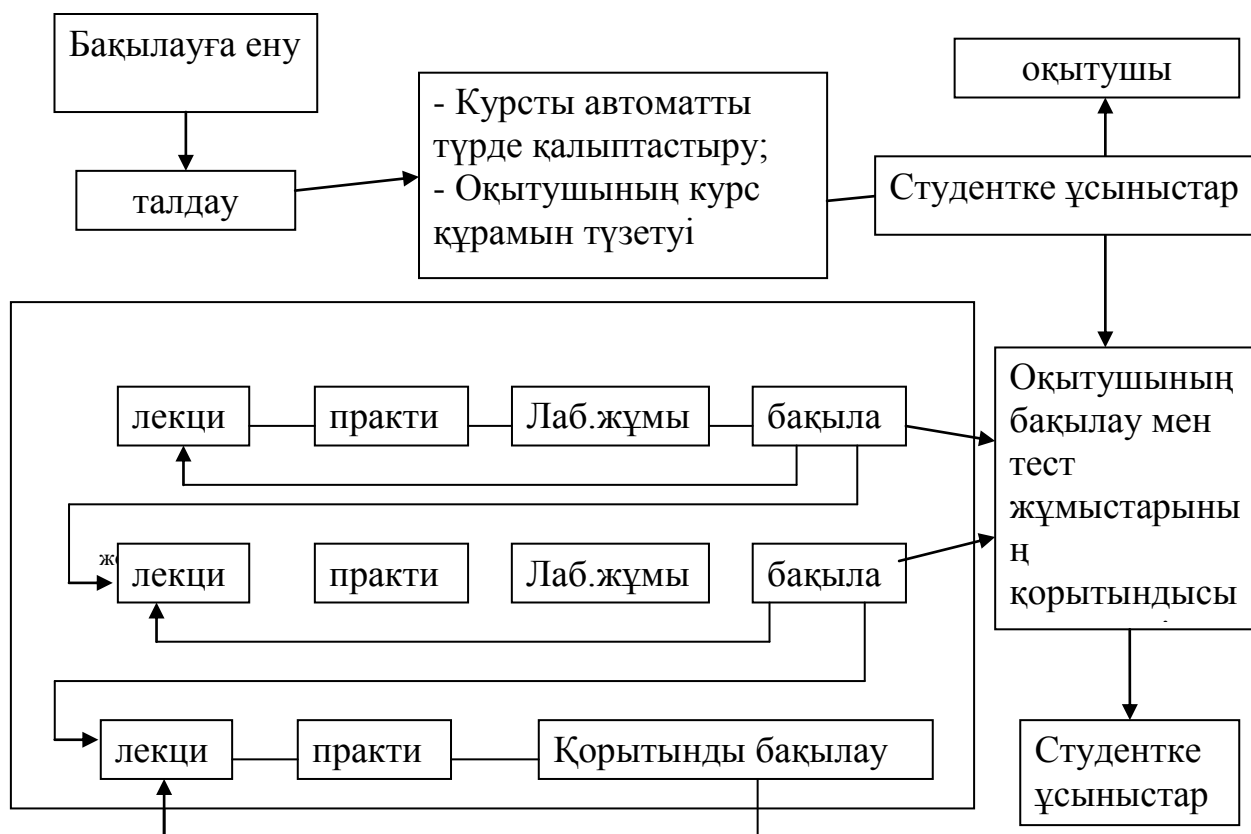 Бақылауға ену
оқытушы
- Курсты автоматты
түрде қалыптастыру;
- Оқытушының курс
құрамын түзетуі
талдау
Студентке ұсыныстар
Оқытушының
бақылау мен
тест
жұмыстарыны
ң
қорытындысы
лекци
практи
Лаб.жұмы
бақыла
лекци
практи
Лаб.жұмы
бақыла
лекци
практи
Қорытынды бақылау
Студентке
ұсыныстар